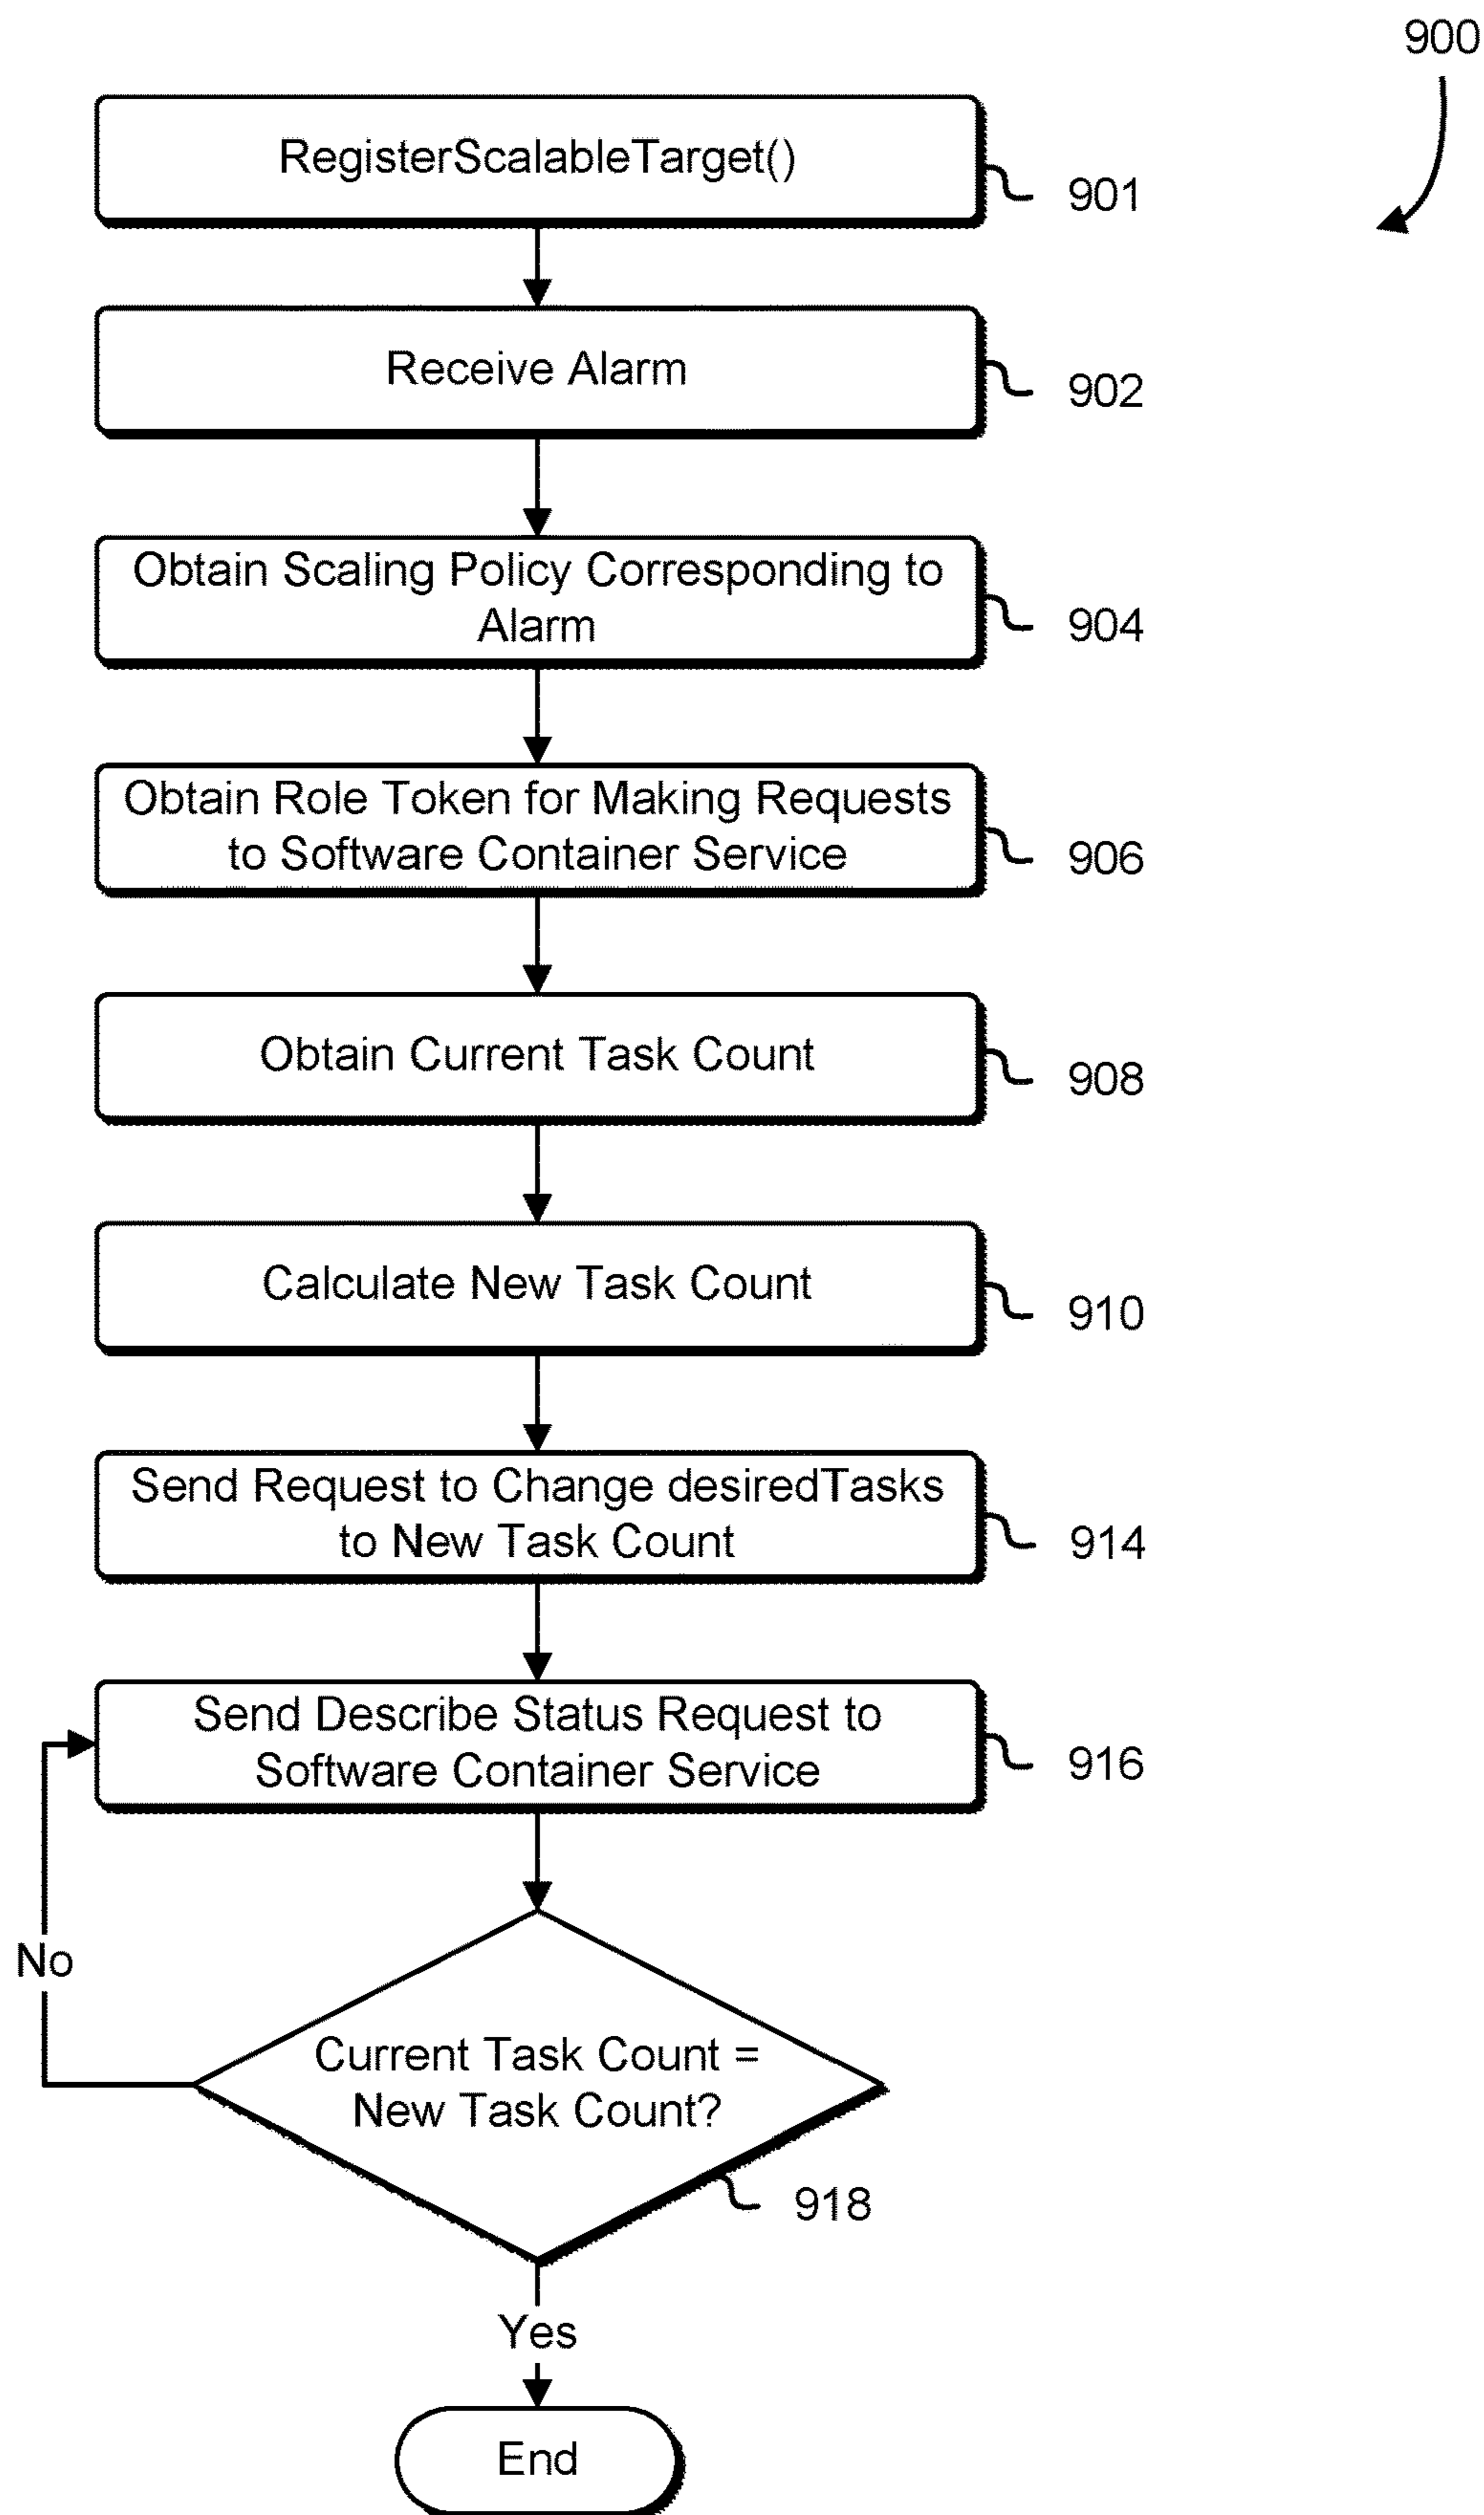 900
RegisterScalableTarget()
901
Receive Alarm
902
Obtain Scaling Policy Corresponding to
Alarm
904
Obtain Role Token for Making Requests
to Software Container Service
906
Obtain Current Task Count
908
Calculate New Task Count
910
Send Request to Change desiredTasks
to New Task Count
914
Send Describe Status Request to
Software Container Service
916
No
Current Task Count =
New Task Count?
918
Yes
End